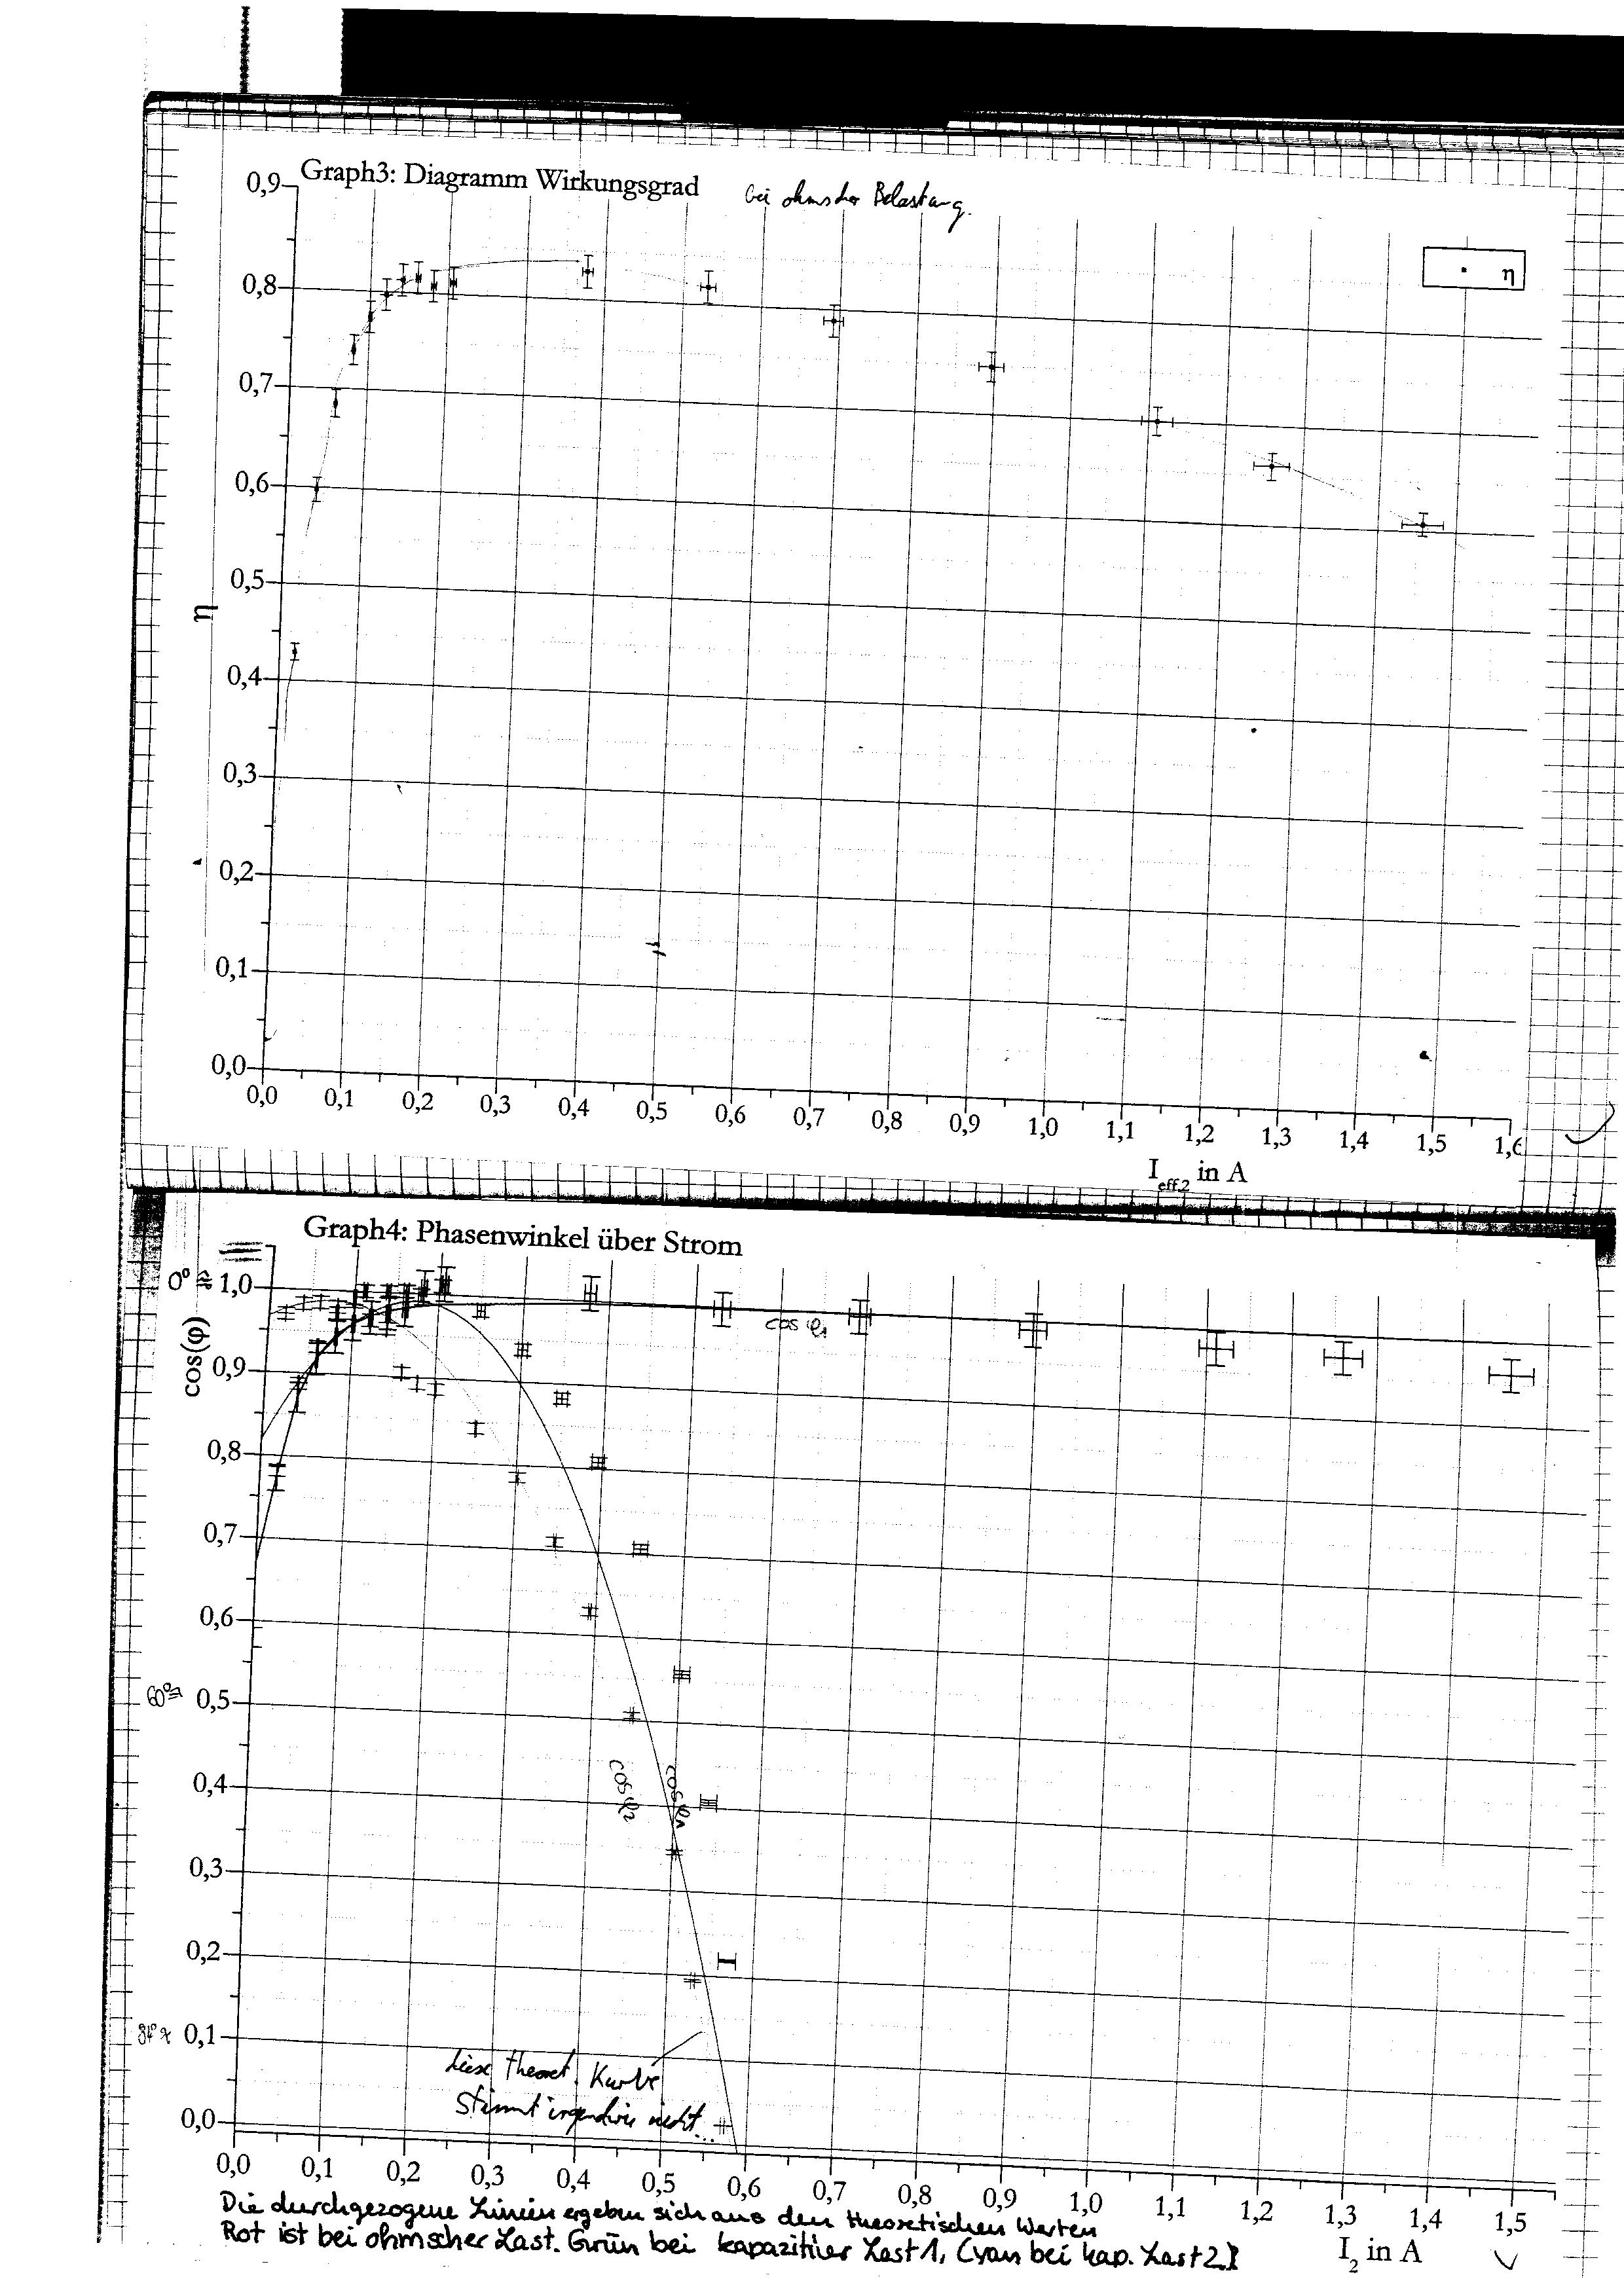 Graph3: Diagramm Wirkungsgrad bei ohmscher Belastung.
0,9
0,8
0,7
0,6
0,5
0,4
0,3
0,2
0,1
0,0
η
η
0,0 0,1 0,2 0,3 0,4 0,5 0,6 0,7 0,8 0,9 1,0 1,1 1,2 1,3 1,4 1,5 1,6
I eff.2 in A
Graph4: Phasenwinkel über Strom
0° ≙ 1,0
cos(φ)
0,9
0,8
0,7
0,6
60° ≙ 0,5
0,4
0,3
0,2
84° ≈ 0,1
0,0
cos φ1
cos φ2
cos φ1
diese theoret. Kurve
stimmt irgendwie nicht...
0,0 0,1 0,2 0,3 0,4 0,5 0,6 0,7 0,8 0,9 1,0 1,1 1,2 1,3 1,4 1,5
I2 in A
Die durchgezogene Linien ergeben sich aus den theoretischen Werten
Rot ist bei ohmscher Last. Grün bei kapazitiver Last 1, Cyan bei kap. Last 2